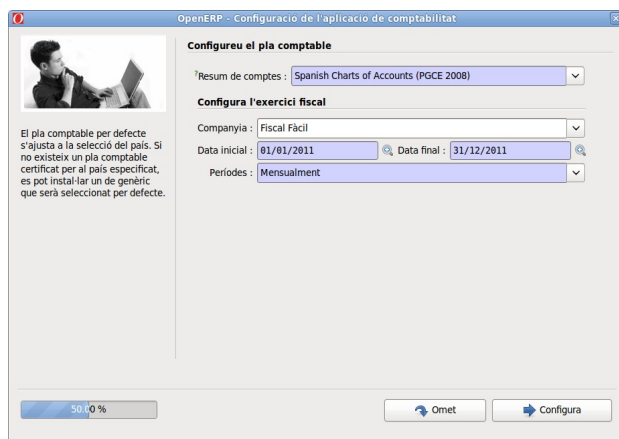 OpenERP - Configuracio de l'aplicacio de comptabilitat
Configureu el pla comptable
?Resum de comptes : Spanish Charts of Accounts (PGCE 2008)
Configura l'exercici fiscal
Companyia : Fiscal Fàcil
Data inicial : 01/01/2011 Data final : 31/12/2011
Períodes : Mensualment
El pla comptable per defecte
s'ajusta a la selecció del país. Si
no existeix un pla comptable
certificat per al país especificat,
es pot instal·lar un de genèric
que serà seleccionat per defecte.
50.00 %
Omet
Configura